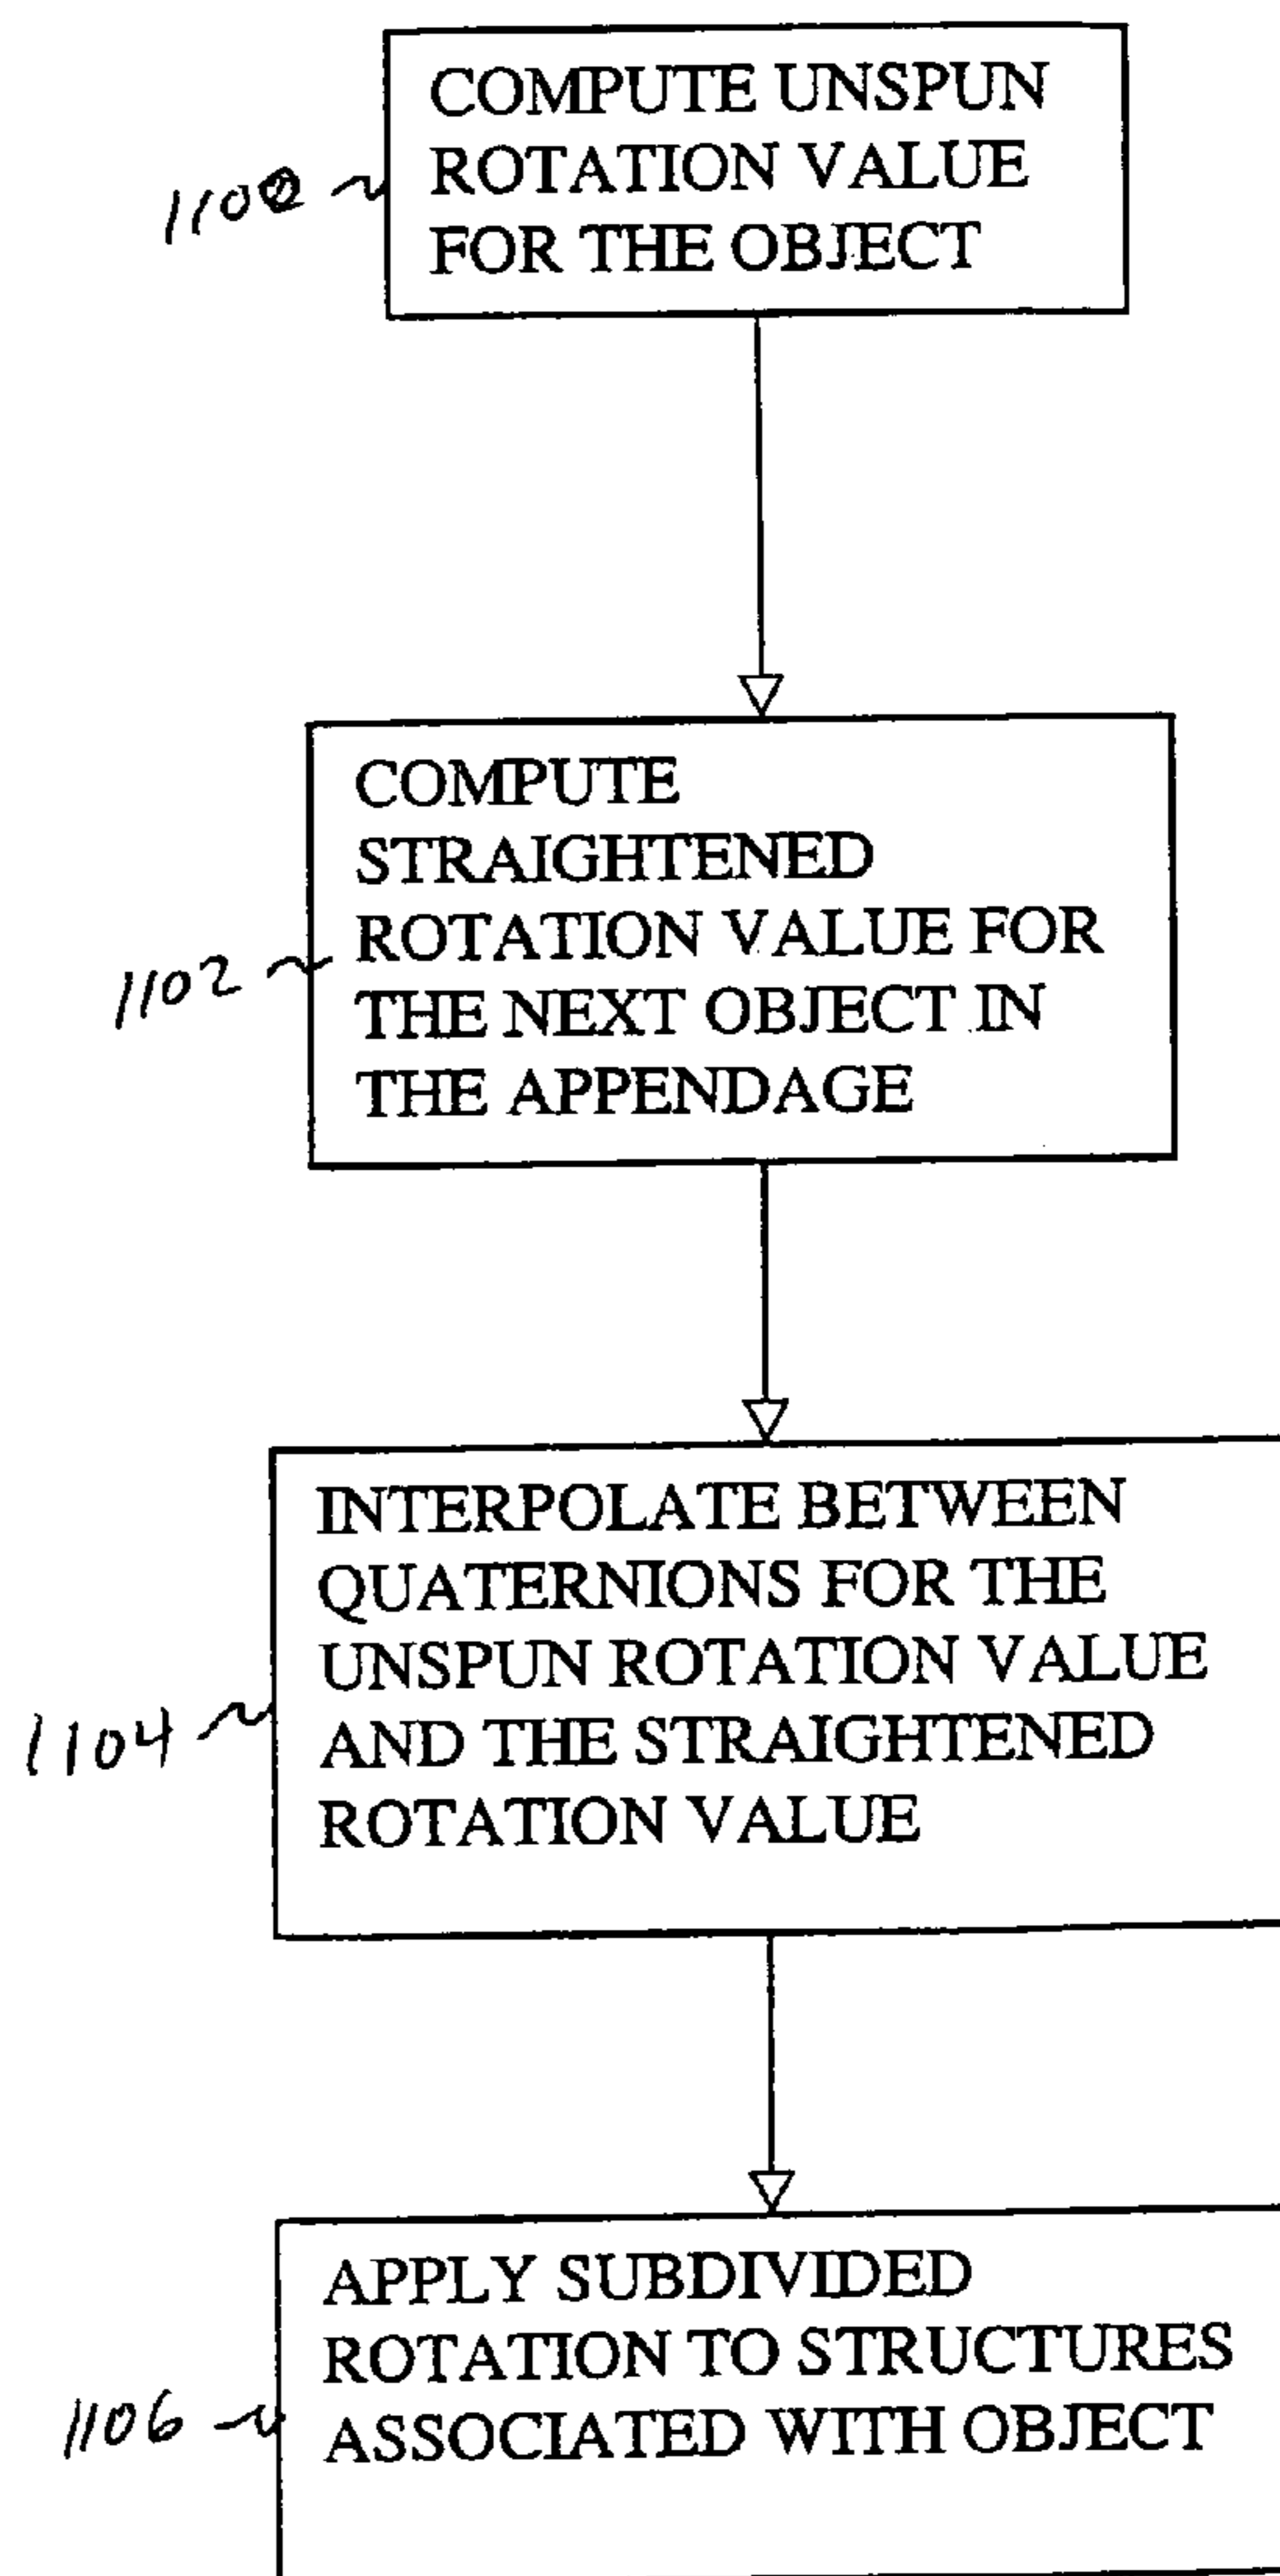 COMPUTE UNSPUN
ROTATION VALUE
FOR THE OBJECT
1100
COMPUTE
STRAIGHTENED
ROTATION VALUE FOR
THE NEXT OBJECT IN
THE APPENDAGE
1102
INTERPOLATE BETWEEN
QUATERNIONS FOR THE
UNSPUN ROTATION VALUE
AND THE STRAIGHTENED
ROTATION VALUE
1104
APPLY SUBDIVIDED
ROTATION TO STRUCTURES
ASSOCIATED WITH OBJECT
1106